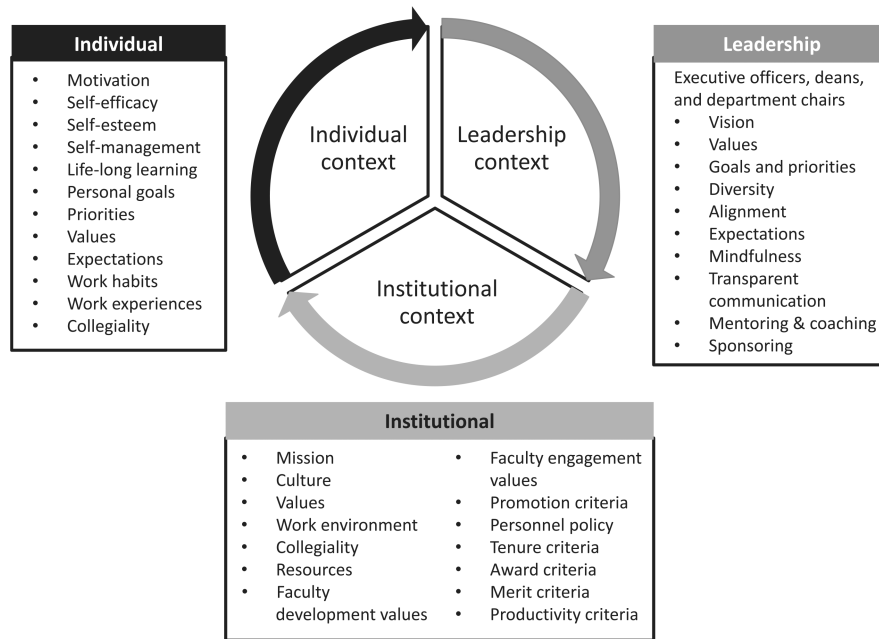 Individual
• Motivation
• Self-efficacy
• Self-esteem
• Self-management
• Life-long learning
• Personal goals
• Priorities
• Values
• Expectations
• Work habits
• Work experiences
• Collegiality
Individual
context
Leadership
context
Institutional
context
Leadership
Executive officers, deans,
and department chairs
• Vision
• Values
• Goals and priorities
• Diversity
• Alignment
• Expectations
• Mindfulness
• Transparent
communication
• Mentoring & coaching
• Sponsoring
Institutional
• Mission
• Culture
• Values
• Work environment
• Collegiality
• Resources
• Faculty
development values
• Faculty engagement
values
• Promotion criteria
• Personnel policy
• Tenure criteria
• Award criteria
• Merit criteria
• Productivity criteria